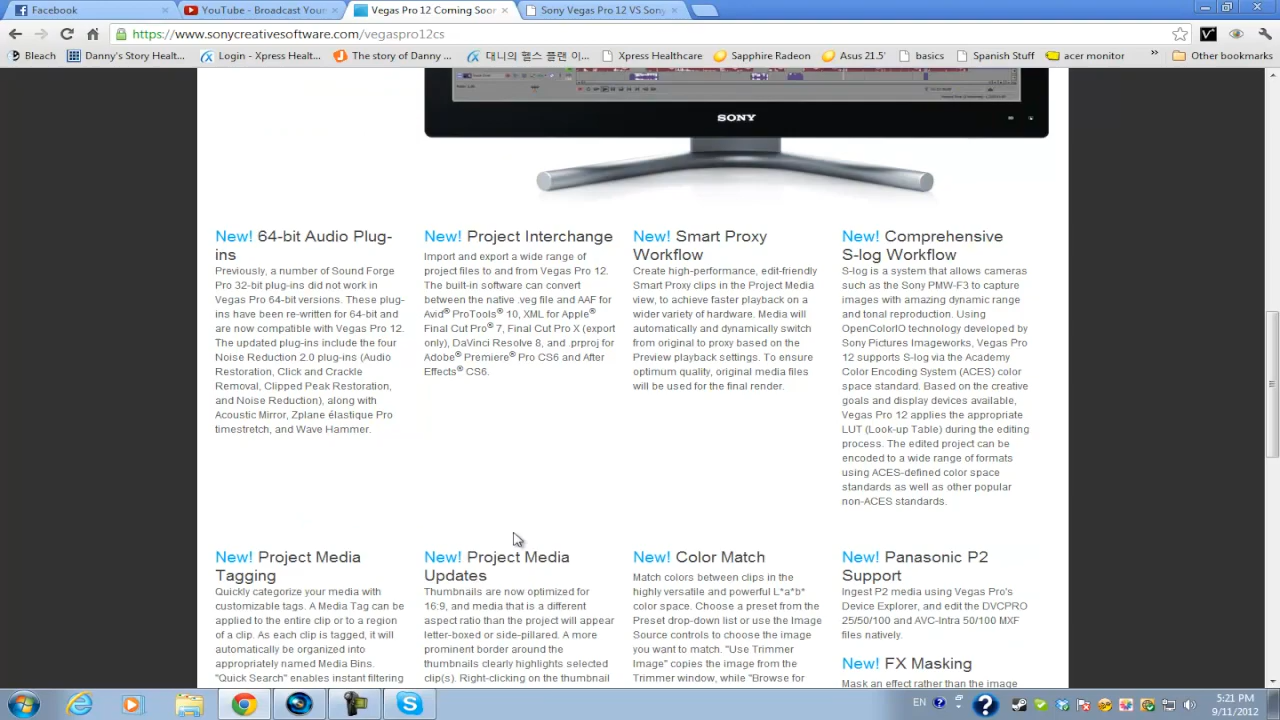 Facebook
YouTube - Broadcast Your
Vegas Pro 12 Coming Soon
Sony Vegas Pro 12 VS Sony
https://www.sonycreativesoftware.com/vegaspro12cs
Bleach
Danny's Story Healt...
Login - Xpress Healt...
The story of Danny ...
대니의 헬스 플랜 이...
Xpress Healthcare
Sapphire Radeon
Asus 21.5'
basics
Spanish Stuff
acer monitor
Other bookmarks
SONY
New! 64-bit Audio Plug-
ins
Previously, a number of Sound Forge
Pro 32-bit plug-ins did not work in
Vegas Pro 64-bit versions. These plug-
ins have been re-written for 64-bit and
are now compatible with Vegas Pro 12.
The updated plug-ins include the four
Noise Reduction 2.0 plug-ins (Audio
Restoration, Click and Crackle
Removal, Clipped Peak Restoration,
and Noise Reduction), along with
Acoustic Mirror, Zplane élastique Pro
timestretch, and Wave Hammer.
New! Project Interchange
Import and export a wide range of
project files to and from Vegas Pro 12.
The built-in software can convert
between the native .veg file and AAF for
Avid® ProTools® 10, XML for Apple®
Final Cut Pro® 7, Final Cut Pro X (export
only), DaVinci Resolve 8, and .prproj for
Adobe® Premiere® Pro CS6 and After
Effects® CS6.
New! Smart Proxy
Workflow
Create high-performance, edit-friendly
Smart Proxy clips in the Project Media
view, to achieve faster playback on a
wider variety of hardware. Media will
automatically and dynamically switch
from original to proxy based on the
Preview playback settings. To ensure
optimum quality, original media files
will be used for the final render.
New! Comprehensive
S-log Workflow
S-log is a system that allows cameras
such as the Sony PMW-F3 to capture
images with amazing dynamic range
and tonal reproduction. Using
OpenColorIO technology developed by
Sony Pictures Imageworks, Vegas Pro
12 supports S-log via the Academy
Color Encoding System (ACES) color
space standard. Based on the creative
goals and display devices available,
Vegas Pro 12 applies the appropriate
LUT (Look-up Table) during the editing
process. The edited project can be
encoded to a wide range of formats
using ACES-defined color space
standards as well as other popular
non-ACES standards.
New! Project Media
Tagging
Quickly categorize your media with
customizable tags. A Media Tag can be
applied to the entire clip or to a region
of a clip. As each clip is tagged, it will
automatically be organized into
appropriately named Media Bins.
"Quick Search" enables instant filtering
New! Project Media
Updates
Thumbnails are now optimized for
16:9, and media that is a different
aspect ratio than the project will appear
letter-boxed or side-pillared. A more
prominent border around the
thumbnails clearly highlights selected
clip(s). Right-clicking on the thumbnail
New! Color Match
Match colors between clips in the
highly versatile and powerful L*a*b*
color space. Choose a preset from the
Preset drop-down list or use the Image
Source controls to choose the image
you want to match. "Use Trimmer
Image" copies the image from the
Trimmer window, while "Browse for
New! Panasonic P2
Support
Ingest P2 media using Vegas Pro's
Device Explorer, and edit the DVCPRO
25/50/100 and AVC-Intra 50/100 MXF
files natively.
New! FX Masking
Mask an effect rather than the image
EN
5:21 PM
9/11/2012